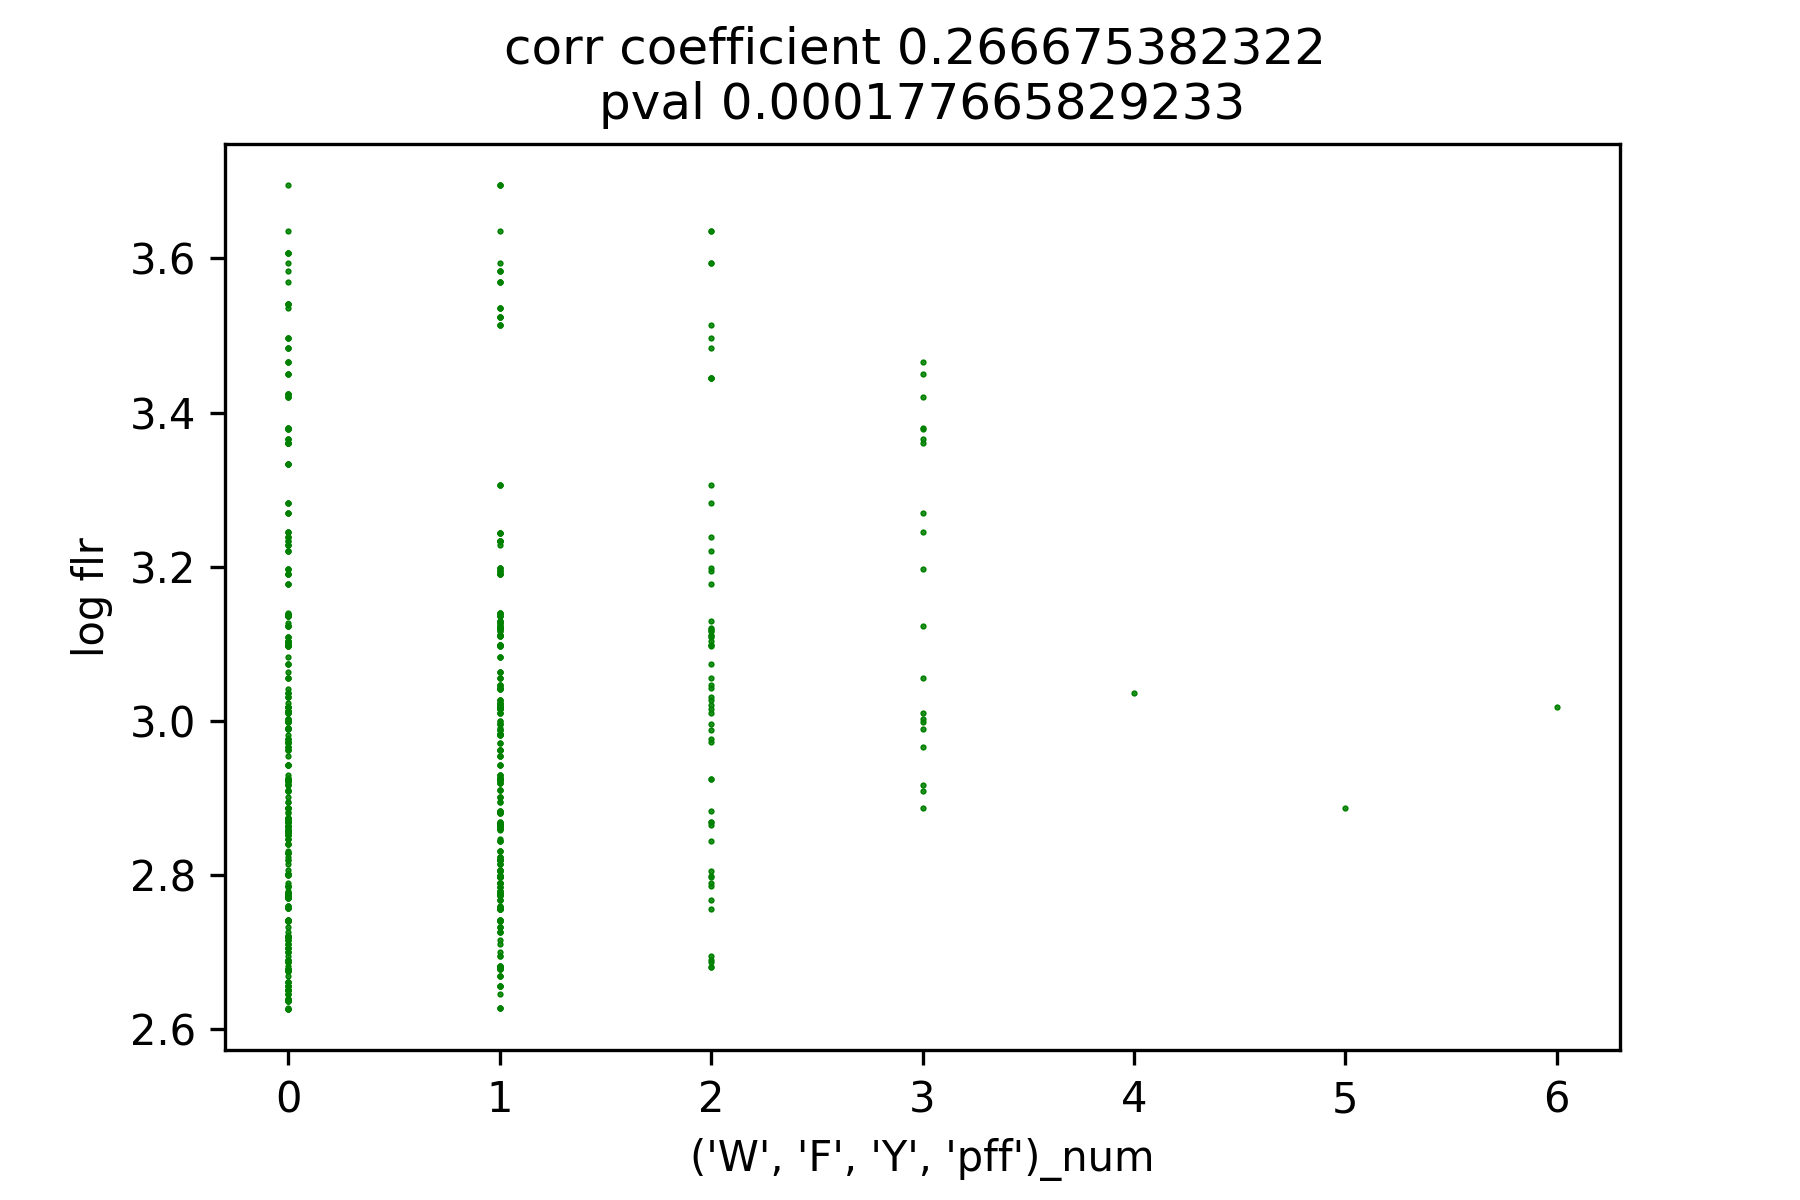 corr coefficient 0.266675382322
pval 0.000177665829233
3.6
3.4
3.2
3.0
2.8
2.6
log flr
0 1 2 3 4 5 6
('W', 'F', 'Y', 'pff')_num